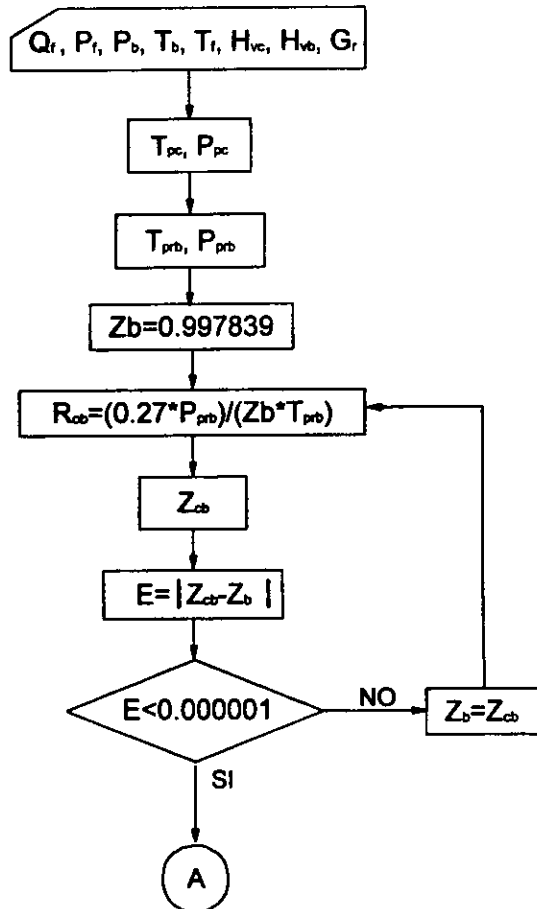 Qf, Pf, Pb, Tb, Tf, Hvc, Hvb, Gr
Tpc, Ppc
Tprb, Pprb
Zb=0.997839
Rob=(0.27*Pprb)/(Zb*Tprb)
Zcb
E=|Zcb-Zb |
E<0.000001
NO
Zb=Zcb
SI
A